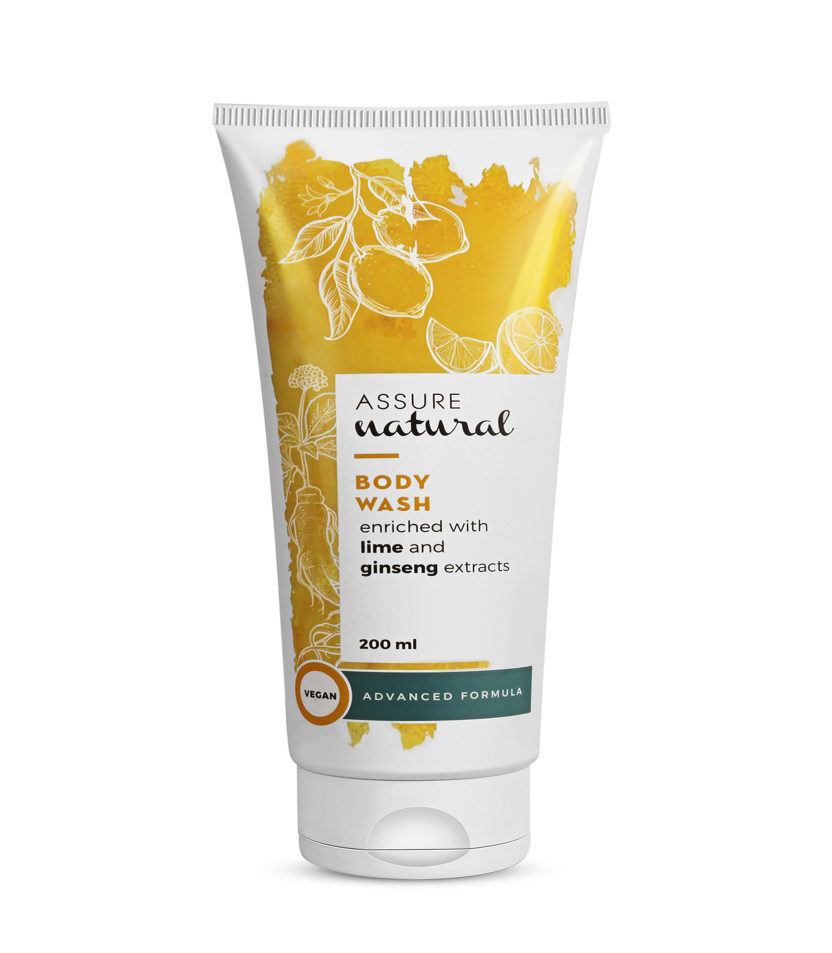 ASSURE
natural
BODY
WASH
enriched with
lime and
ginseng extracts
200 ml
VEGAN
ADVANCED FORMULA